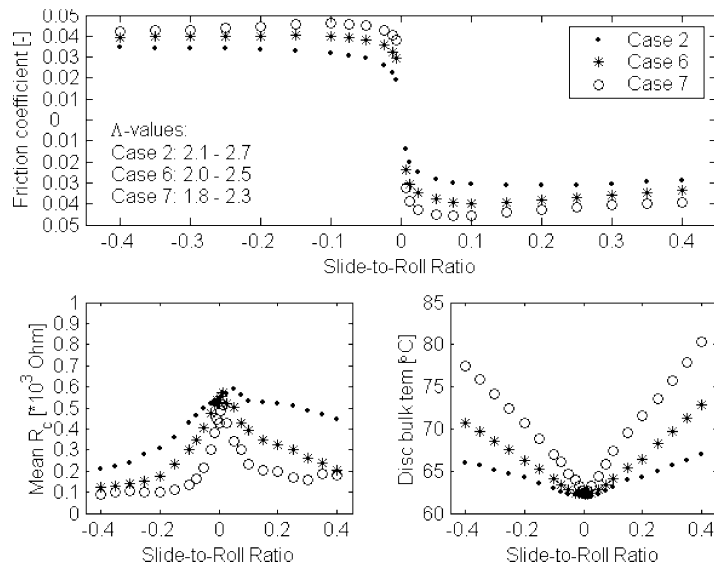 0.05
0.04
0.03
0.02
0.01
0
0.01
0.02
0.03
0.04
0.05
Friction coefficient [-]
Case 2
Case 6
Case 7
Λ-values:
Case 2: 2.1 - 2.7
Case 6: 2.0 - 2.5
Case 7: 1.8 - 2.3
-0.4 -0.3 -0.2 -0.1 0 0.1 0.2 0.3 0.4
Slide-to-Roll Ratio
1
0.9
0.8
0.7
0.6
0.5
0.4
0.3
0.2
0.1
0
Mean R_c [*10^3 Ohm]
-0.4 -0.2 0 0.2 0.4
Slide-to-Roll Ratio
85
80
75
70
65
60
Disc bulk tem [°C]
-0.4 -0.2 0 0.2 0.4
Slide-to-Roll Ratio